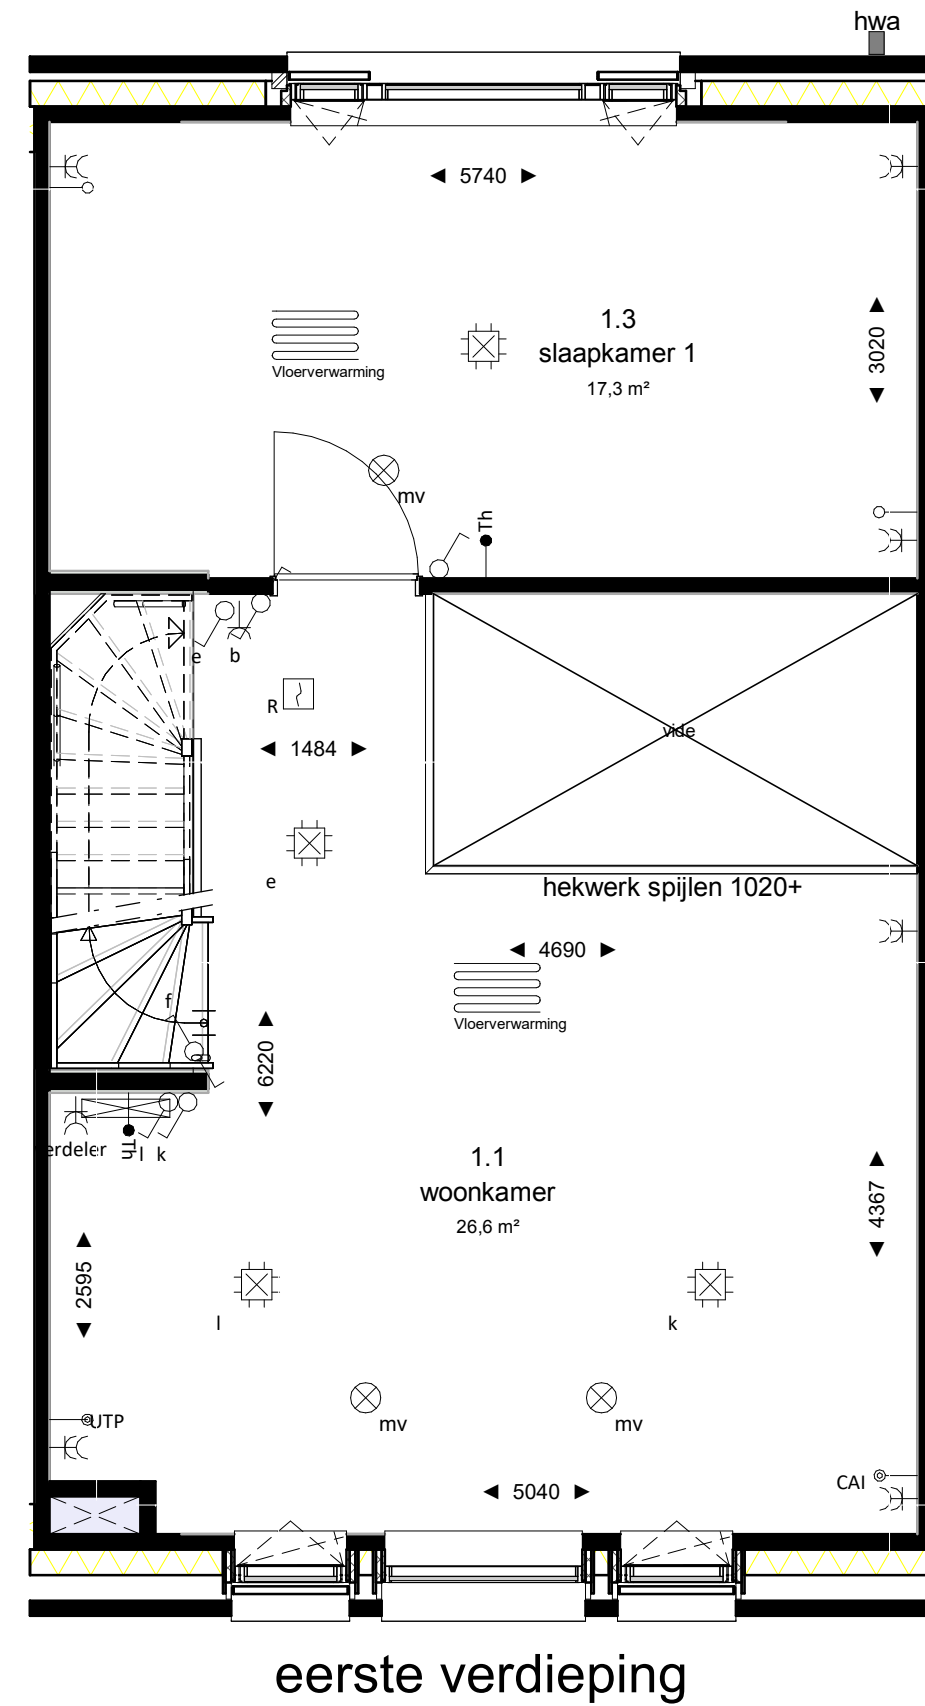 hwa
5740
1.3
slaapkamer 1
17,3 m²
3020
Vloerverwarming
mv
Th
e b
R
1484
vide
e
hekwerk spijlen 1020+
4690
Vloerverwarming
f
6220
erdeler
Th
l k
1.1
woonkamer
26,6 m²
4367
2595
l
k
UTP
mv
mv
CAI
5040
eerste verdieping